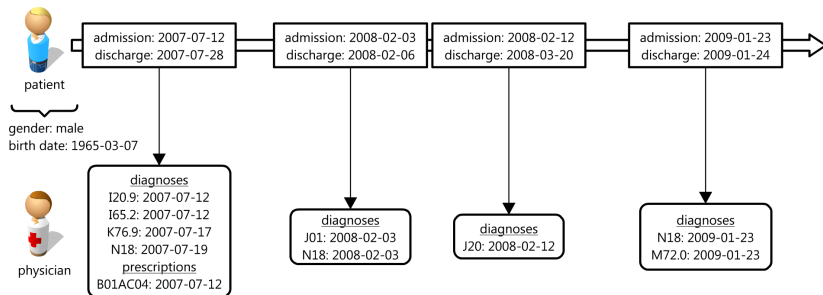 admission: 2007-07-12
discharge: 2007-07-28
admission: 2008-02-03
discharge: 2008-02-06
admission: 2008-02-12
discharge: 2008-03-20
admission: 2009-01-23
discharge: 2009-01-24
patient
gender: male
birth date: 1965-03-07
physician
diagnoses
I20.9: 2007-07-12
I65.2: 2007-07-12
K76.9: 2007-07-17
N18: 2007-07-19
prescriptions
B01AC04: 2007-07-12
diagnoses
J01: 2008-02-03
N18: 2008-02-03
diagnoses
J20: 2008-02-12
diagnoses
N18: 2009-01-23
M72.0: 2009-01-23